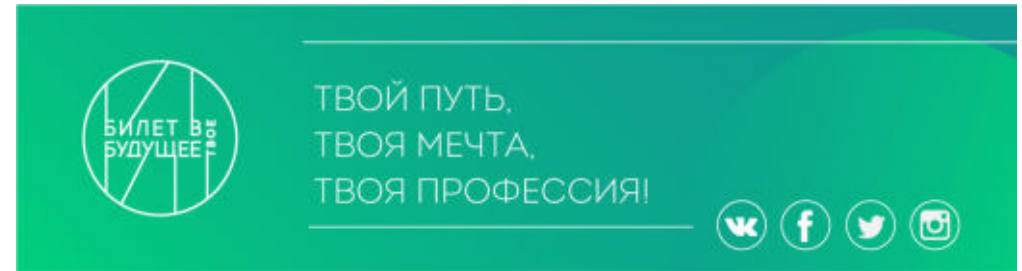 БИЛЕТ В
БУДУЩЕЕ
ТВОЕ
ТВОЙ ПУТЬ,
ТВОЯ МЕЧТА,
ТВОЯ ПРОФЕССИЯ!